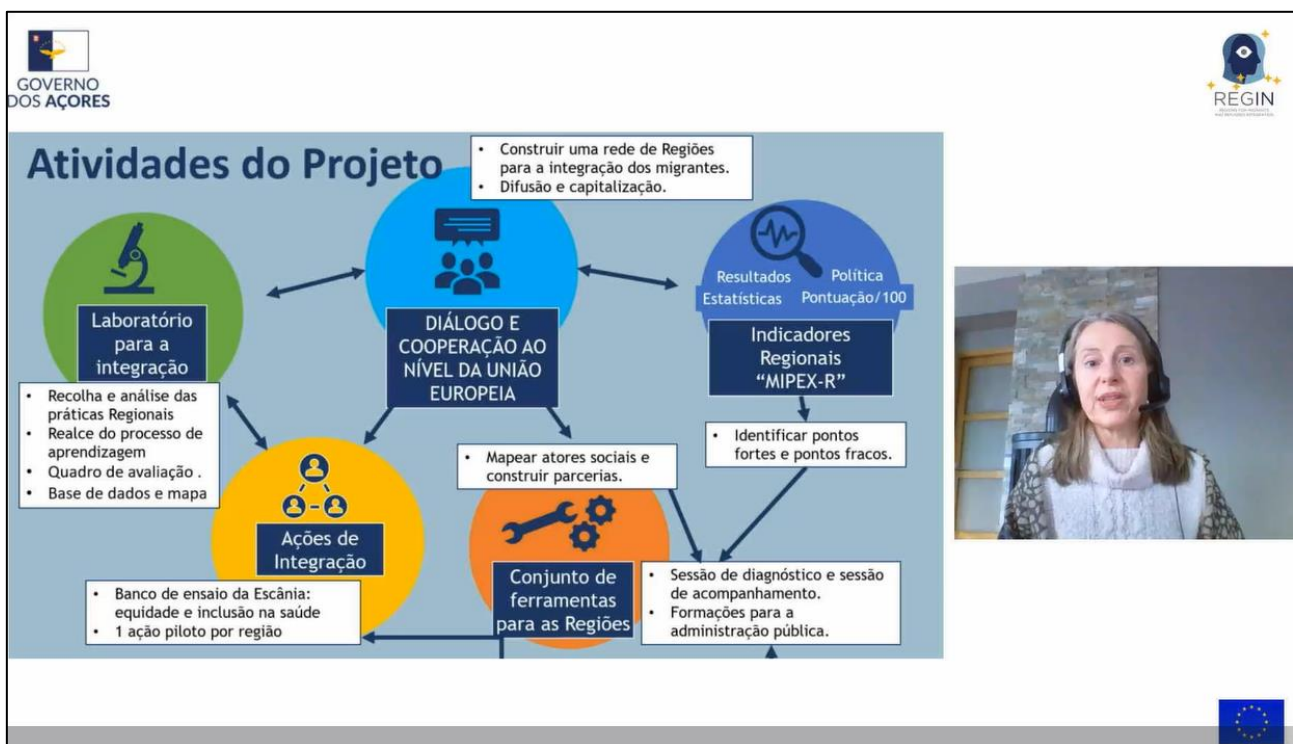 GOVERNO
DOS AÇORES
REGIN
Atividades do Projeto
• Construir uma rede de Regiões
para a integração dos migrantes.
• Difusão e capitalização.
Laboratório
para a
integração
• Recolha e análise das
práticas Regionais
• Realce do processo de
aprendizagem
• Quadro de avaliação .
• Base de dados e mapa
DIÁLOGO E
COOPERAÇÃO AO
NÍVEL DA UNIÃO
EUROPEIA
Resultados Política
Estatísticas Pontuação/100
Indicadores
Regionais
“MIPEX-R”
• Identificar pontos
fortes e pontos fracos.
• Mapear atores sociais e
construir parcerias.
Ações de
Integração
• Banco de ensaio da Escânia:
equidade e inclusão na saúde
• 1 ação piloto por região
Conjunto de
ferramentas
para as Regiões
• Sessão de diagnóstico e sessão
de acompanhamento.
• Formações para a
administração pública.